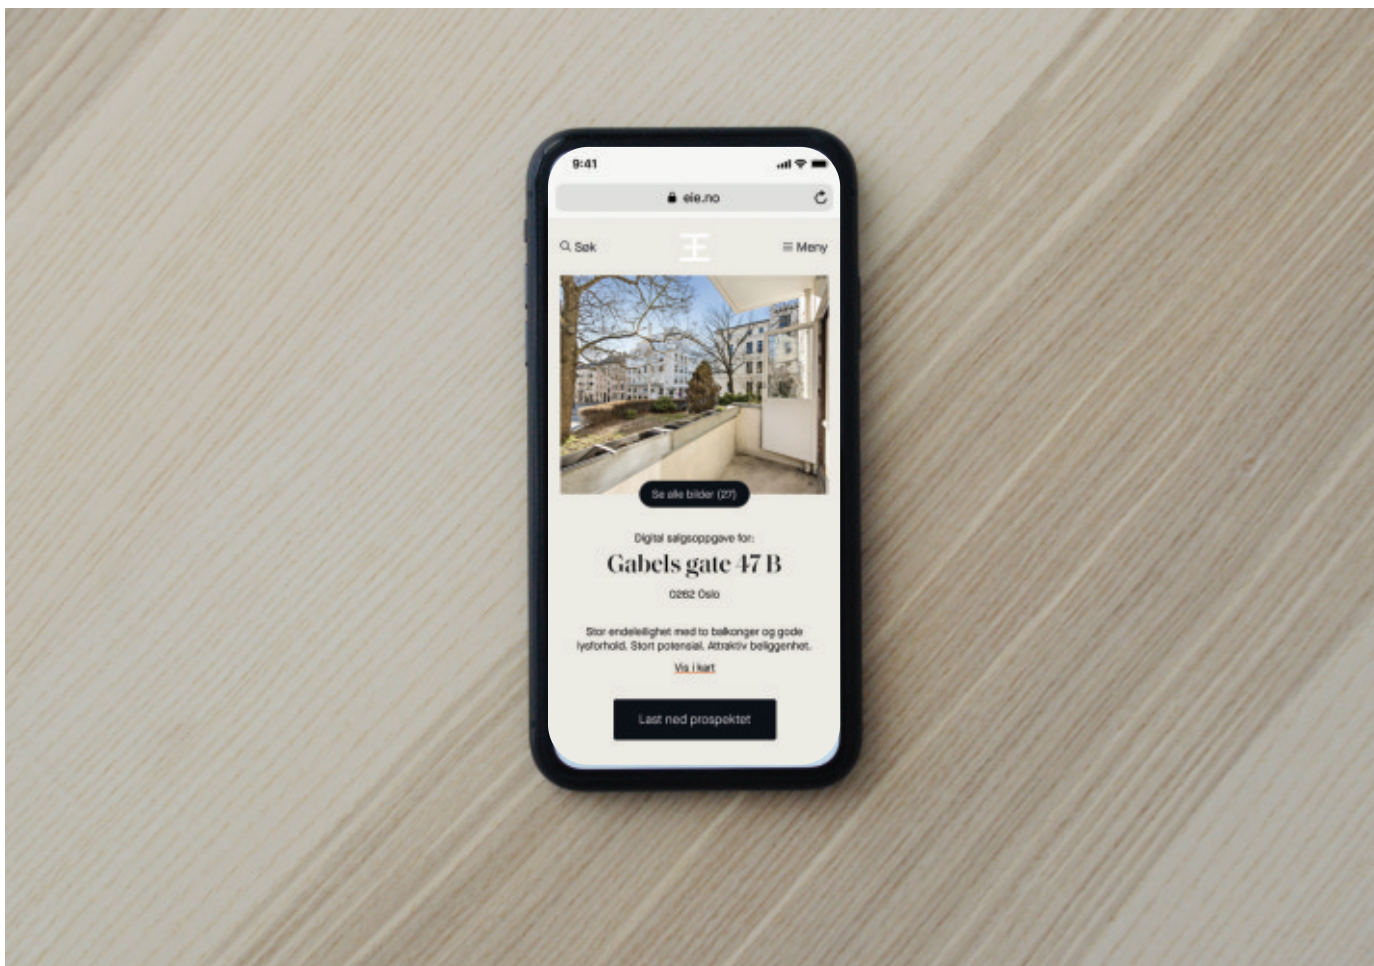 9:41
eie.no
Søk
Meny
Se alle bilder (27)
Digital salgsoppgave for:
Gabels gate 47 B
0262 Oslo
Stor endeleilighet med to balkonger og gode
lysforhold. Stort potensial. Attraktiv beliggenhet.
Vis i kart
Last ned prospektet